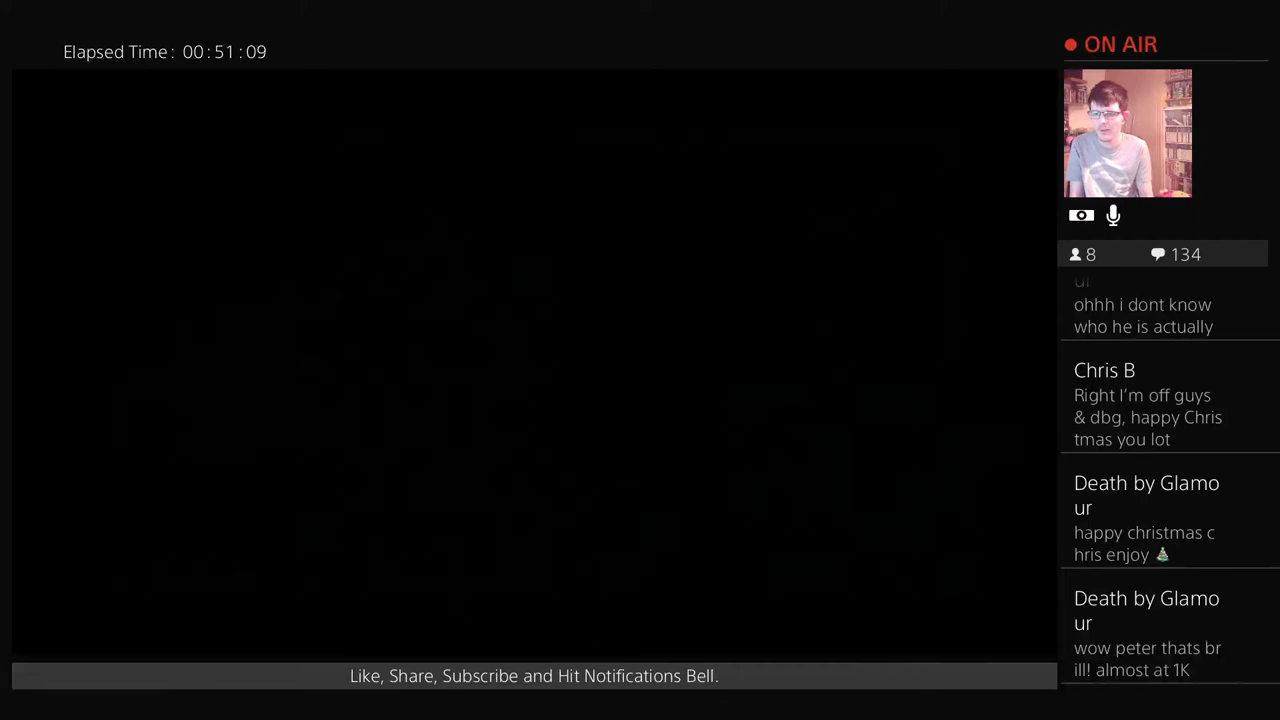 Elapsed Time: 00:51:09
ON AIR
8 134
ohhh i dont know
who he is actually
Chris B
Right I'm off guys
& dbg, happy Chris
tmas you lot
Death by Glamo
ur
happy christmas c
hris enjoy 🎄
Death by Glamo
ur
wow peter thats br
ill! almost at 1K
Like, Share, Subscribe and Hit Notifications Bell.